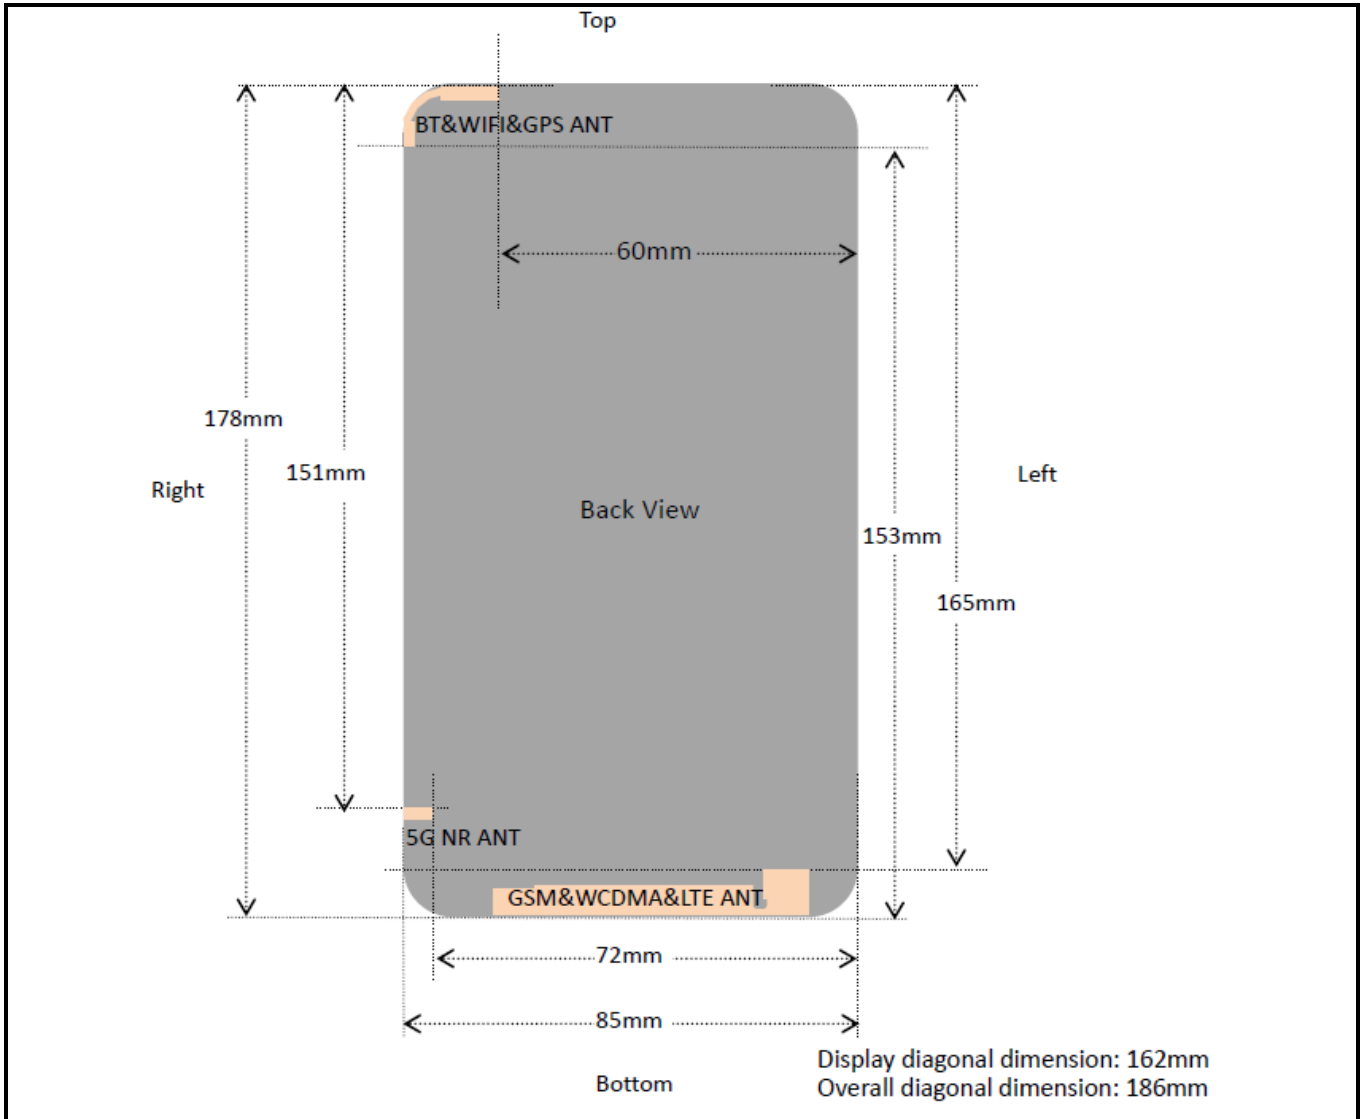 Top
BT&WIFI&GPS ANT
60mm
178mm
151mm
Right
Left
Back View
153mm
165mm
5G NR ANT
GSM&WCDMA&LTE ANT
72mm
85mm
Display diagonal dimension: 162mm
Bottom
Overall diagonal dimension: 186mm